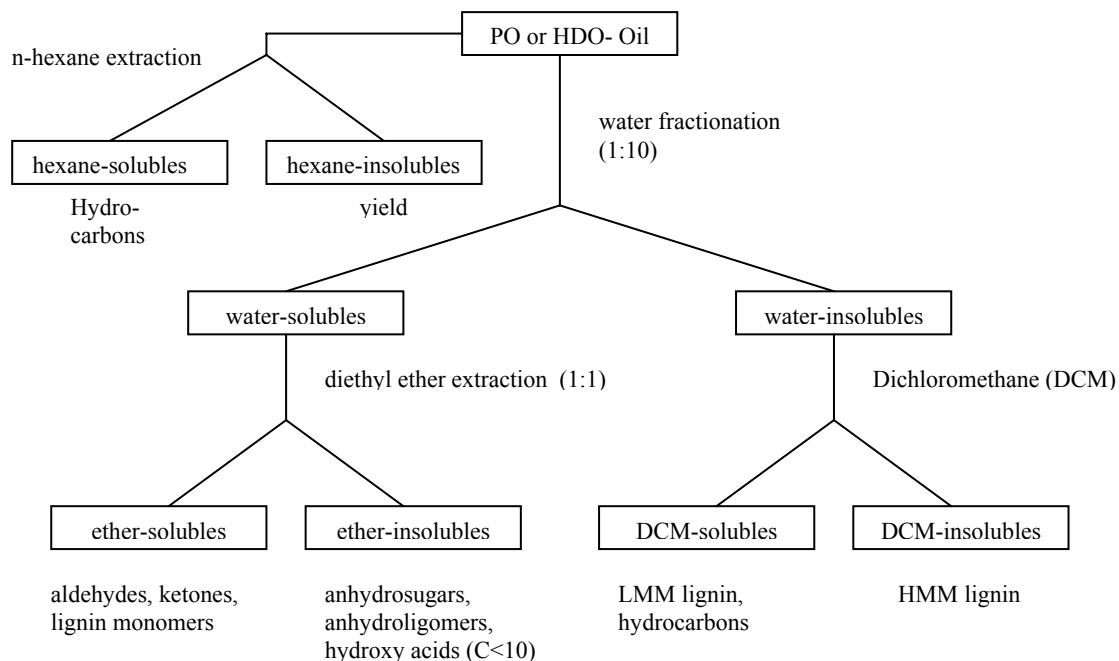 PO or HDO- Oil
n-hexane extraction
water fractionation
(1:10)
hexane-solubles
hexane-insolubles
Hydro-
carbons
yield
water-solubles
water-insolubles
diethyl ether extraction (1:1)
Dichloromethane (DCM)
ether-solubles
ether-insolubles
DCM-solubles
DCM-insolubles
aldehydes, ketones,
lignin monomers
anhydrosugars,
anhydroligomers,
hydroxy acids (C<10)
LMM lignin,
hydrocarbons
HMM lignin